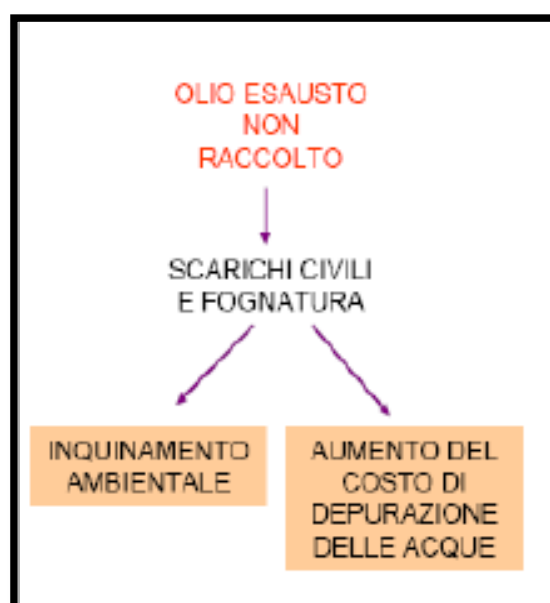 OLIO ESAUSTO
NON
RACCOLTO
SCARICHI CIVILI
E FOGNATURA
INQUINAMENTO
AMBIENTALE
AUMENTO DEL
COSTO DI
DEPURAZIONE
DELLE ACQUE